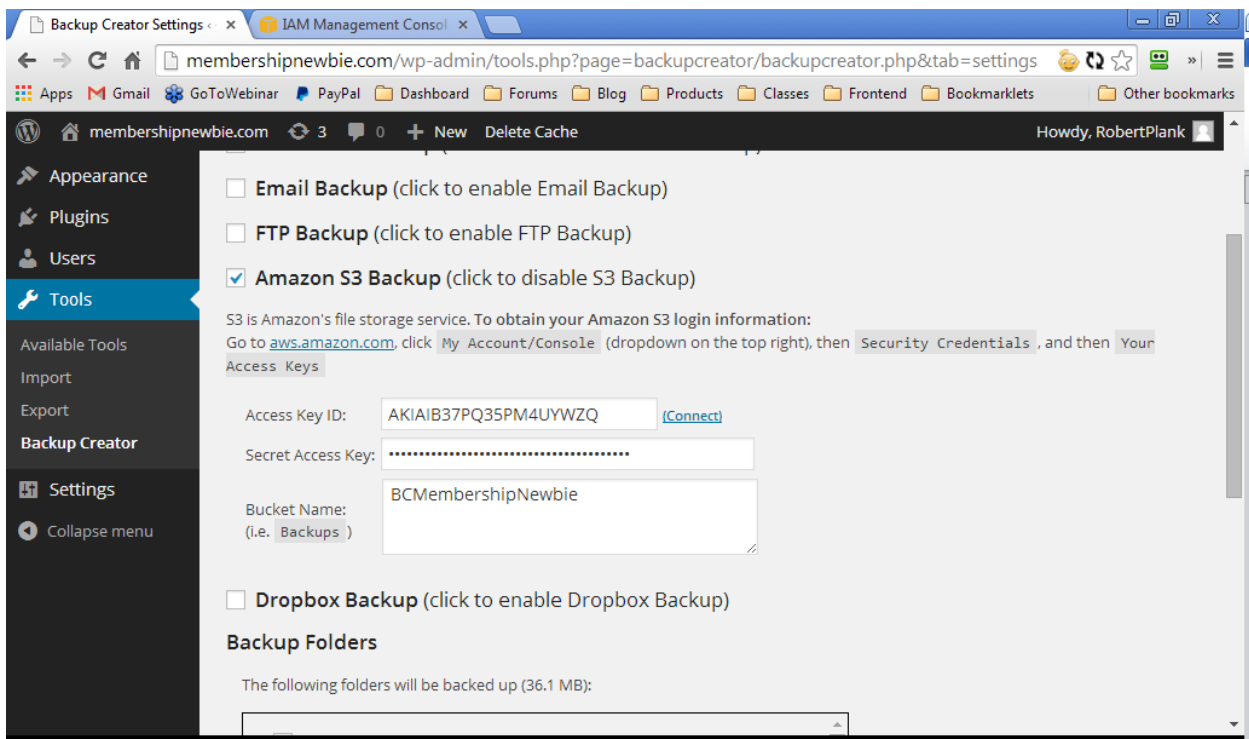 Backup Creator Settings
IAM Management Consol
membershipnewbie.com/wp-admin/tools.php?page=backupcreator/backupcreator.php&tab=settings
Apps Gmail GoToWebinar PayPal Dashboard Forums Blog Products Classes Frontend Bookmarklets Other bookmarks
membershipnewbie.com 3 0 + New Delete Cache Howdy, RobertPlank
Appearance
Plugins
Users
Tools
Available Tools
Import
Export
Backup Creator
Settings
Collapse menu
Email Backup (click to enable Email Backup)
FTP Backup (click to enable FTP Backup)
Amazon S3 Backup (click to disable S3 Backup)
S3 is Amazon's file storage service. To obtain your Amazon S3 login information:
Go to aws.amazon.com, click My Account/Console (dropdown on the top right), then Security Credentials , and then Your
Access Keys
Access Key ID: AKIAIB37PQ35PM4UYWZQ (Connect)
Secret Access Key: ••••••••••••••••••••••••••••••••••••••••
Bucket Name: BCMembershipNewbie
(i.e. Backups )
Dropbox Backup (click to enable Dropbox Backup)
Backup Folders
The following folders will be backed up (36.1 MB):